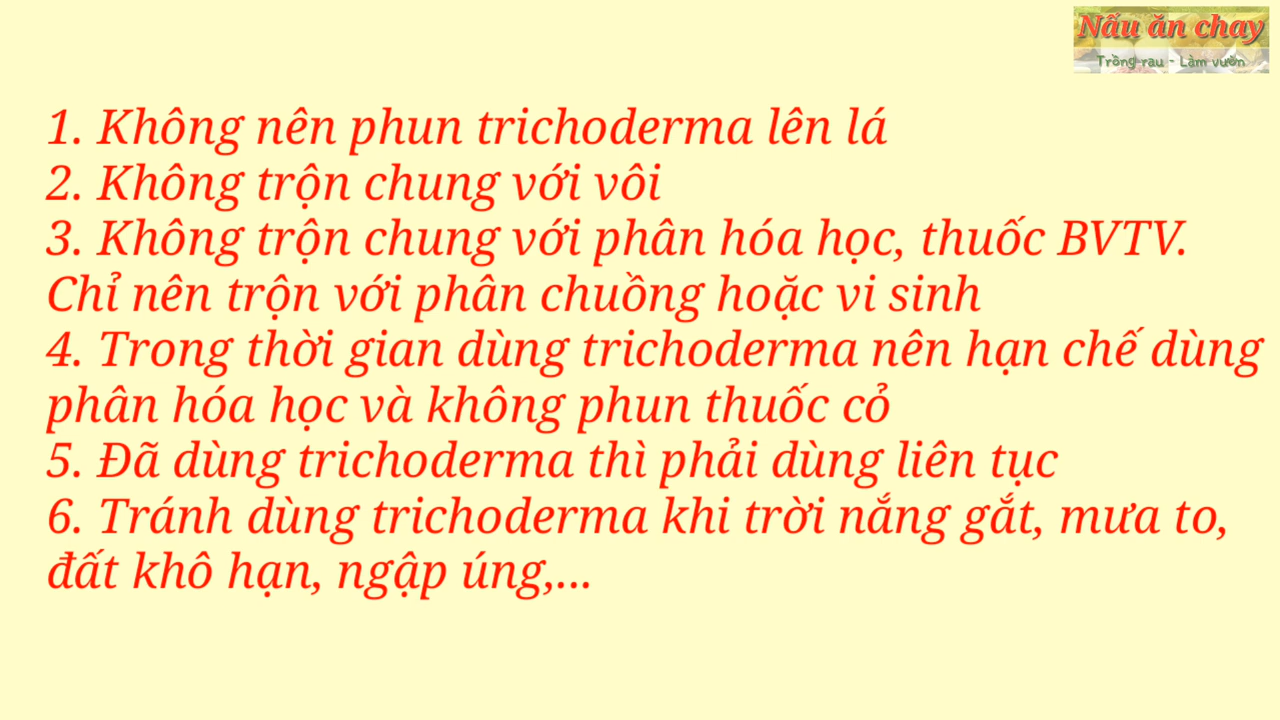 Nấu ăn chay
Trồng rau - Làm vườn
1. Không nên phun trichoderma lên lá
2. Không trộn chung với vôi
3. Không trộn chung với phân hóa học, thuốc BVTV.
Chỉ nên trộn với phân chuồng hoặc vi sinh
4. Trong thời gian dùng trichoderma nên hạn chế dùng
phân hóa học và không phun thuốc cỏ
5. Đã dùng trichoderma thì phải dùng liên tục
6. Tránh dùng trichoderma khi trời nắng gắt, mưa to,
đất khô hạn, ngập úng,...